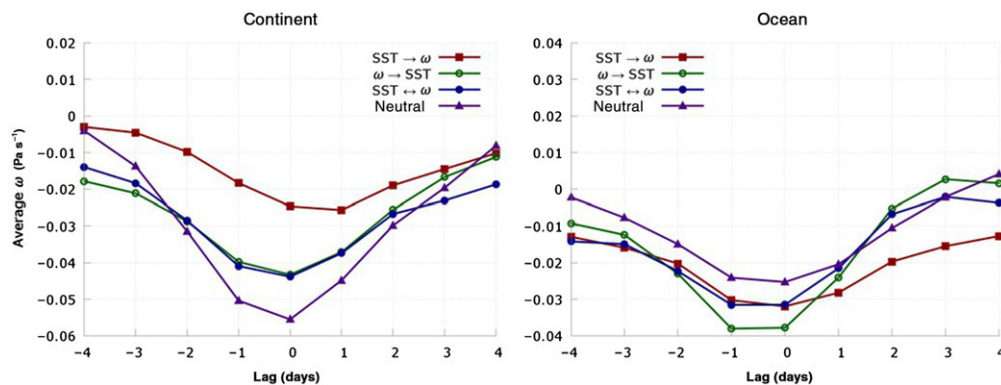 Continent
0.02
0.01
0
−0.01
−0.02
−0.03
−0.04
−0.05
−0.06
Average ω (Pa s⁻¹)
SST → ω
ω → SST
SST ↔ ω
Neutral
−4 −3 −2 −1 0 1 2 3 4
Lag (days)
Ocean
0.04
0.03
0.02
0.01
0
−0.01
−0.02
−0.03
−0.04
SST → ω
ω → SST
SST ↔ ω
Neutral
−4 −3 −2 −1 0 1 2 3 4
Lag (days)